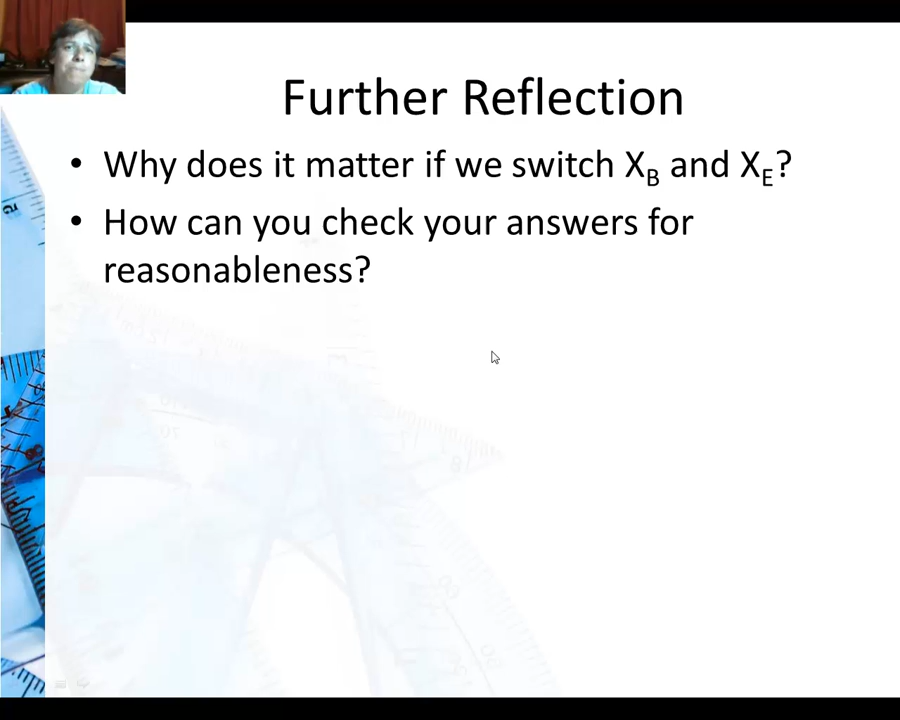 Further Reflection
• Why does it matter if we switch X_B and X_E?
• How can you check your answers for
reasonableness?